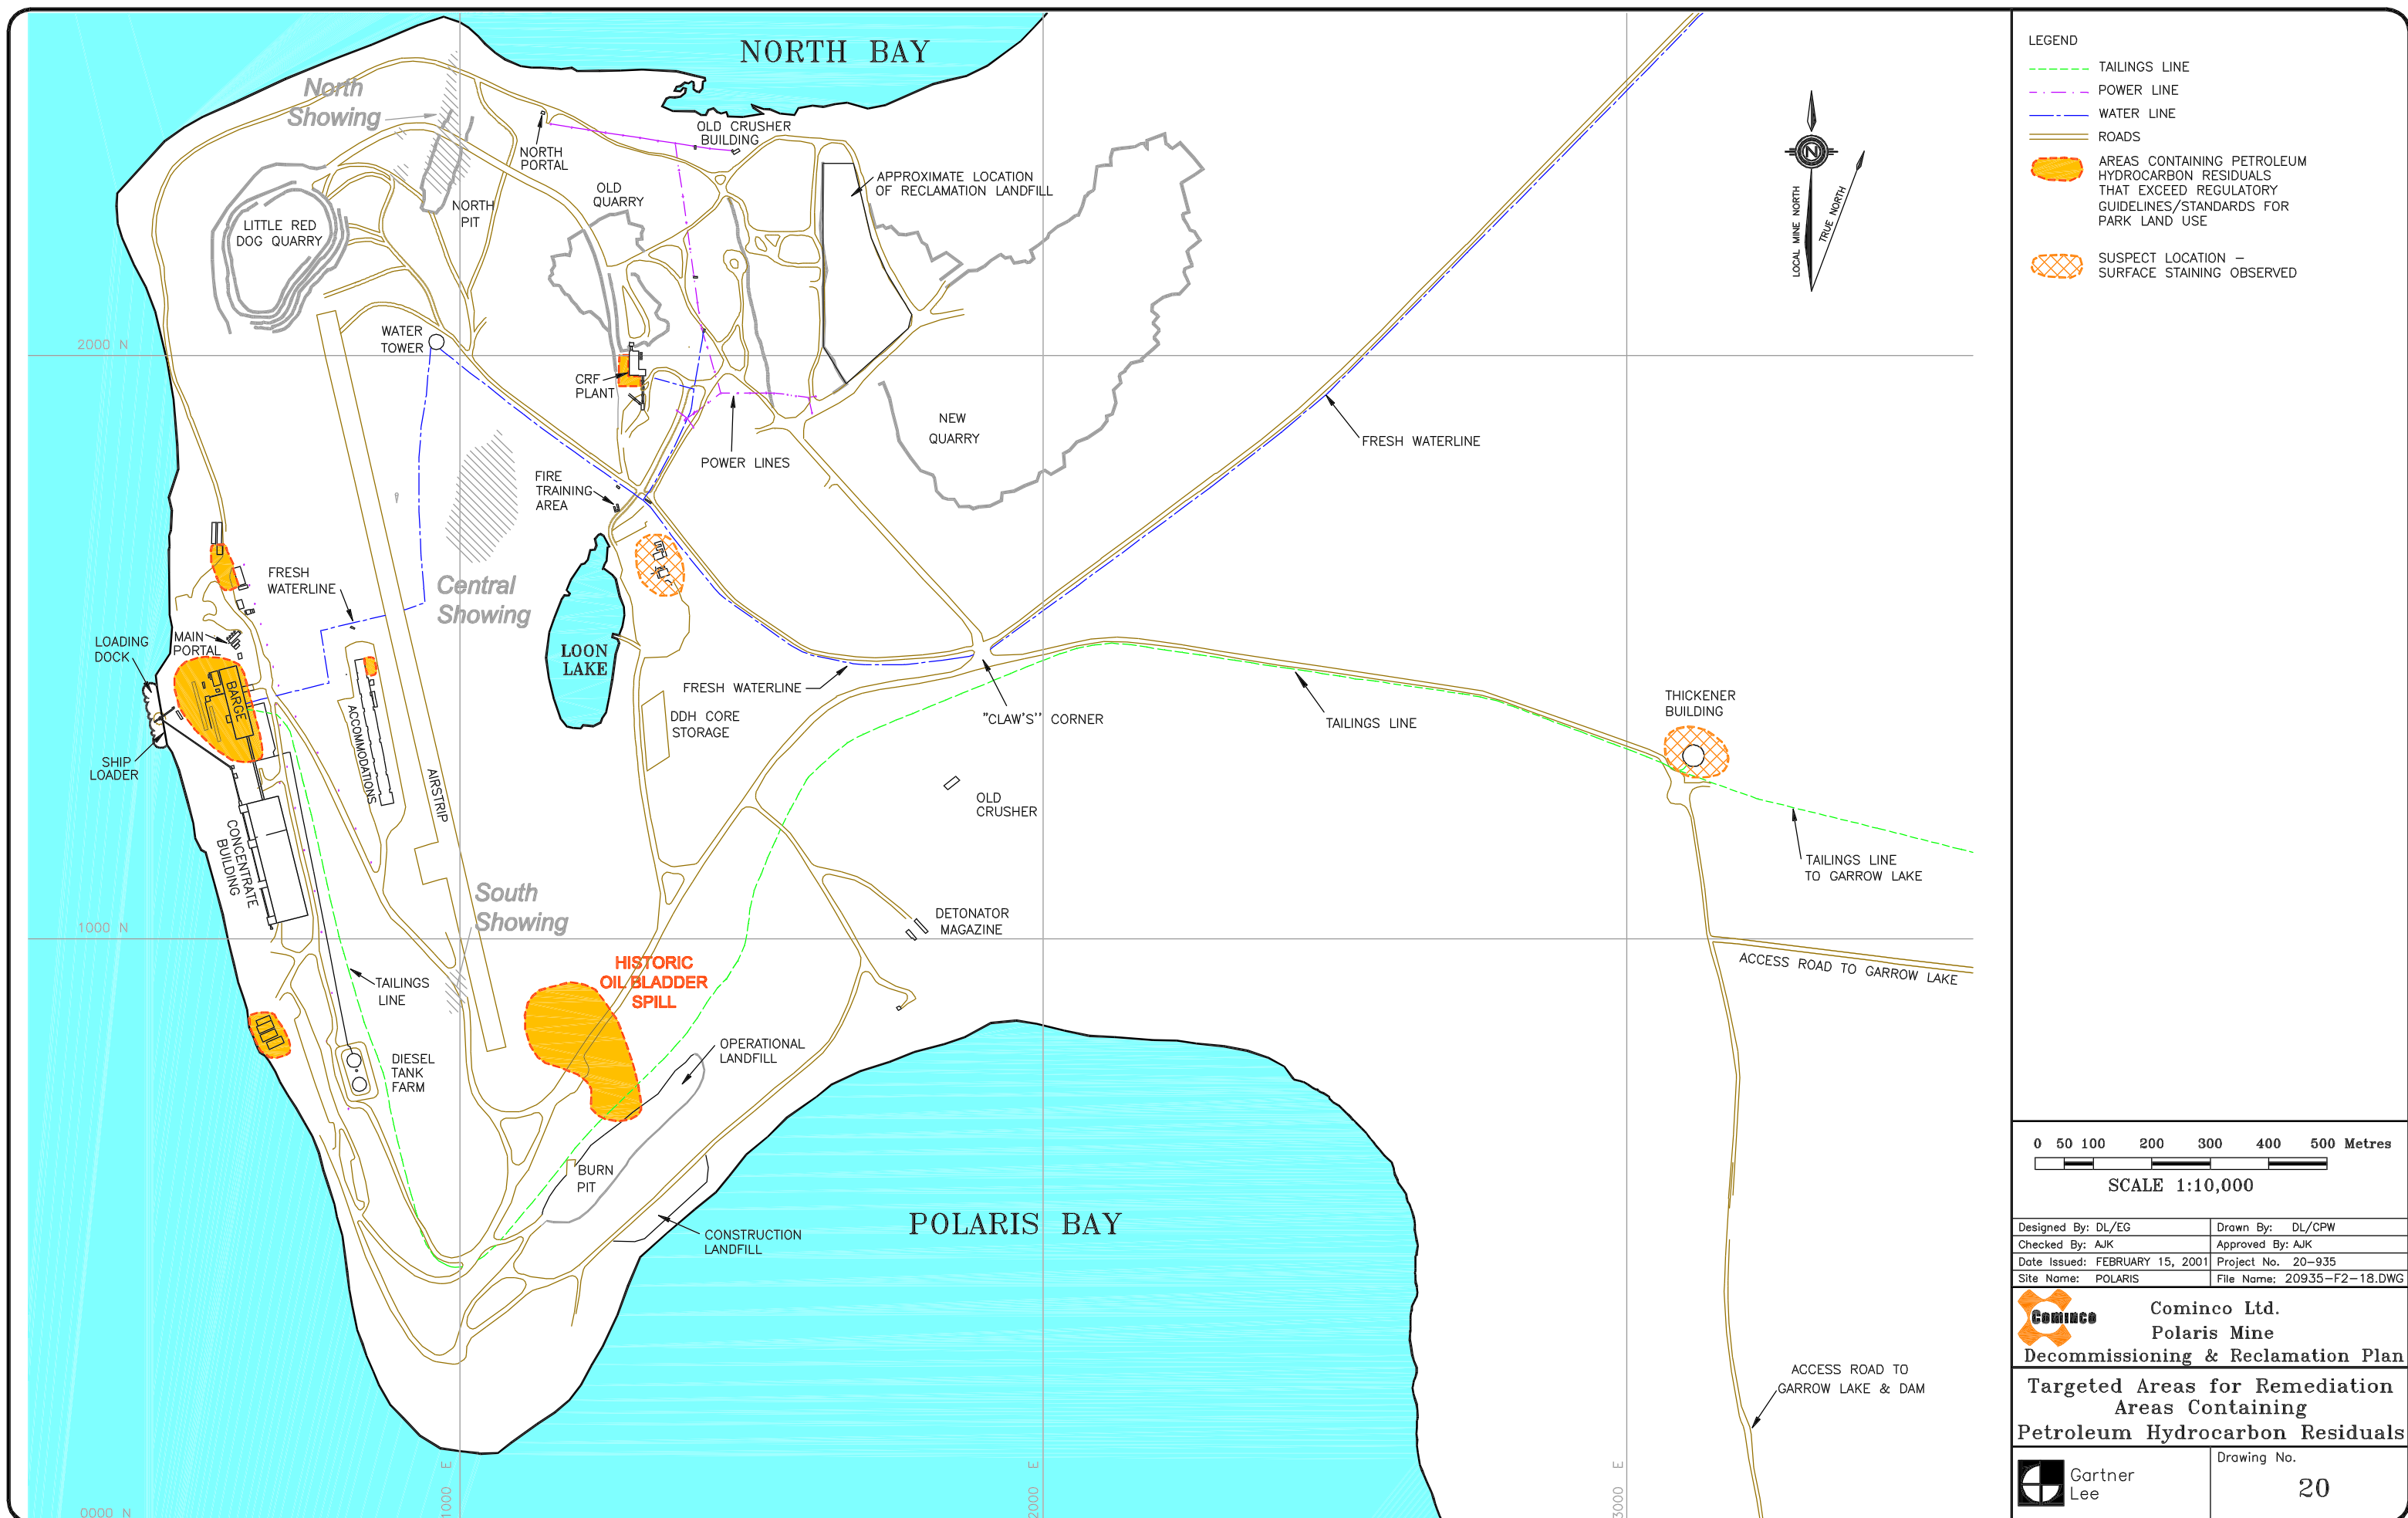 NORTH BAY
North
Showing
OLD CRUSHER
BUILDING
NORTH
PORTAL
APPROXIMATE LOCATION
OF RECLAMATION LANDFILL
OLD
QUARRY
NORTH
PIT
LITTLE RED
DOG QUARRY
WATER
TOWER
2000 N
CRF
PLANT
NEW
QUARRY
FRESH WATERLINE
POWER LINES
FIRE
TRAINING
AREA
FRESH
WATERLINE
Central
Showing
LOADING
DOCK
MAIN
PORTAL
LOON
LAKE
BARGE
FRESH WATERLINE
DDH CORE
STORAGE
"CLAW'S'' CORNER
TAILINGS LINE
THICKENER
BUILDING
ACCOMMODATIONS
SHIP
LOADER
AIRSTRIP
OLD
CRUSHER
CONCENTRATE
BUILDING
TAILINGS LINE
TO GARROW LAKE
South
Showing
DETONATOR
MAGAZINE
1000 N
ACCESS ROAD TO GARROW LAKE
HISTORIC
OIL BLADDER
SPILL
TAILINGS
LINE
OPERATIONAL
LANDFILL
DIESEL
TANK
FARM
BURN
PIT
POLARIS BAY
CONSTRUCTION
LANDFILL
ACCESS ROAD TO
GARROW LAKE & DAM
0000 N
1000 E
2000 E
3000 E
N
LOCAL MINE NORTH
TRUE NORTH
LEGEND
TAILINGS LINE
POWER LINE
WATER LINE
ROADS
AREAS CONTAINING PETROLEUM
HYDROCARBON RESIDUALS
THAT EXCEED REGULATORY
GUIDELINES/STANDARDS FOR
PARK LAND USE
SUSPECT LOCATION –
SURFACE STAINING OBSERVED
0 50 100 200 300 400 500 Metres
SCALE 1:10,000
Designed By: DL/EG Drawn By: DL/CPW
Checked By: AJK Approved By: AJK
Date Issued: FEBRUARY 15, 2001 Project No. 20-935
Site Name: POLARIS File Name: 20935-F2-18.DWG
Cominco
Cominco Ltd.
Polaris Mine
Decommissioning & Reclamation Plan
Targeted Areas for Remediation
Areas Containing
Petroleum Hydrocarbon Residuals
Gartner
Lee
Drawing No.
20